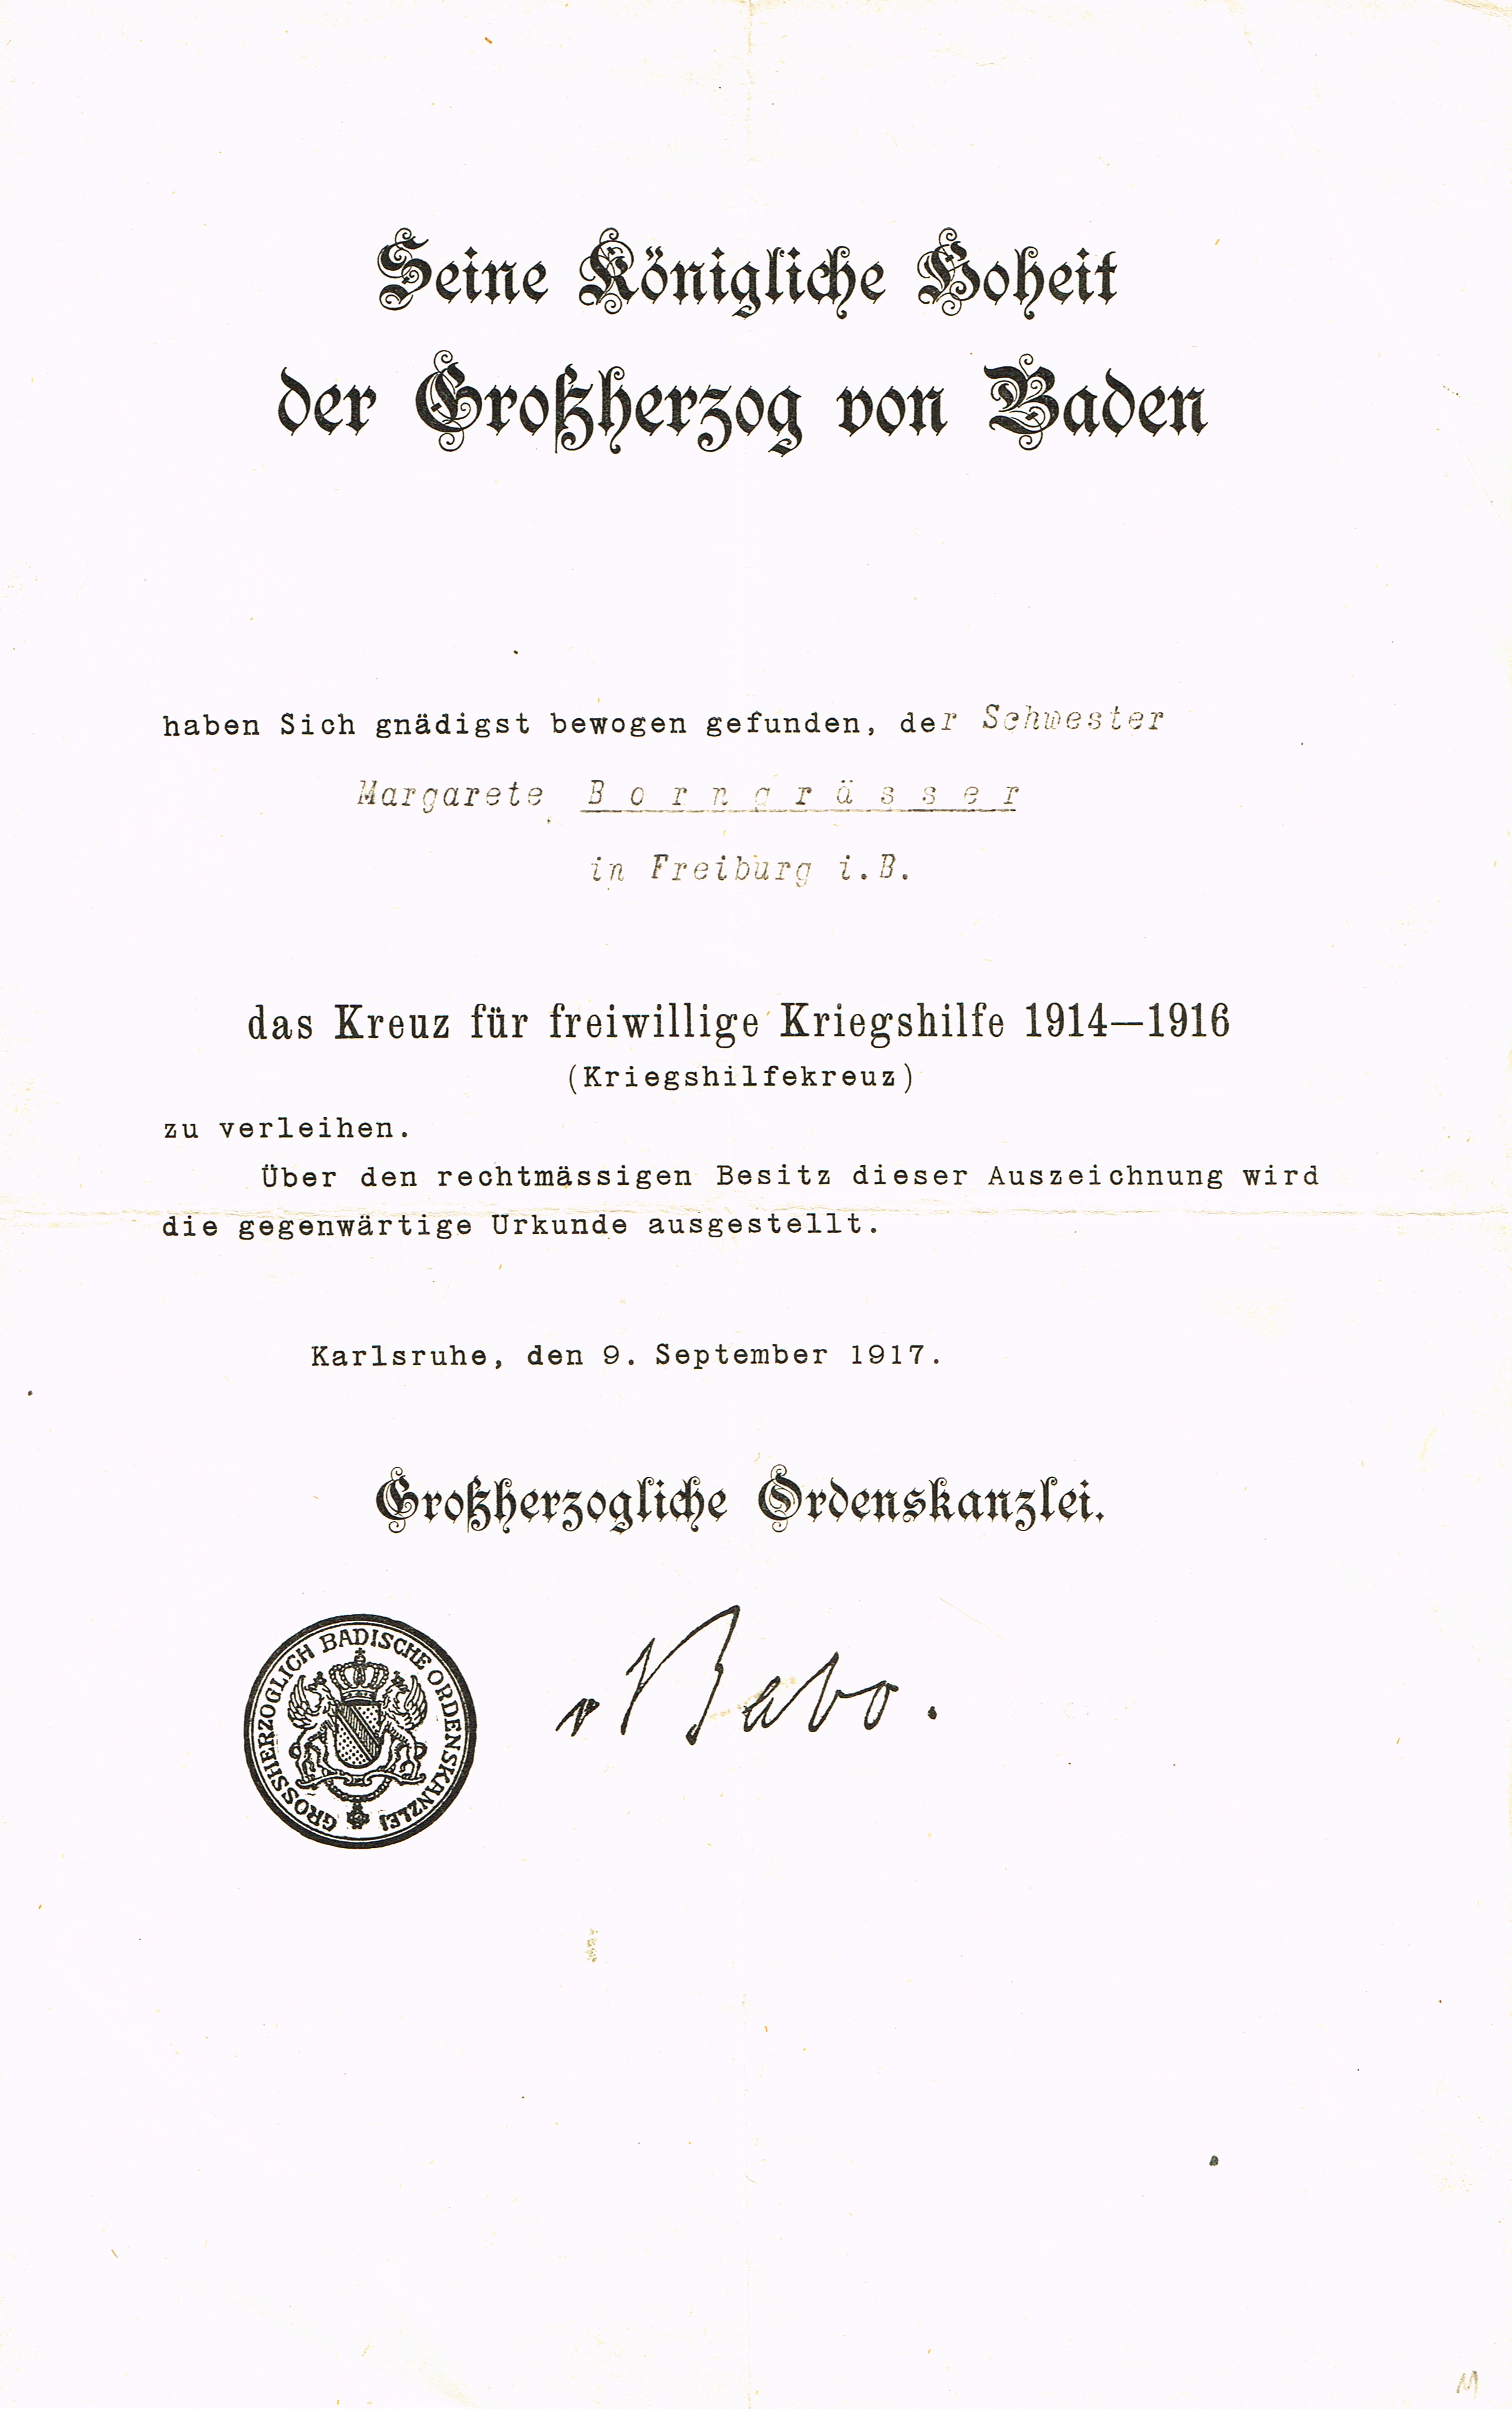 Seine Königliche Hoheit
der Großherzog von Baden
haben Sich gnädigst bewogen gefunden, der Schwester
Margarete Borngrässer
in Freiburg i.B.
das Kreuz für freiwillige Kriegshilfe 1914—1916
(Kriegshilfekreuz)
zu verleihen.
Über den rechtmässigen Besitz dieser Auszeichnung wird
die gegenwärtige Urkunde ausgestellt.
Karlsruhe, den 9. September 1917.
Großherzogliche Ordenskanzlei.
GROSSHERZOGLICH BADISCHE ORDENSKANZLEI
v Babo.